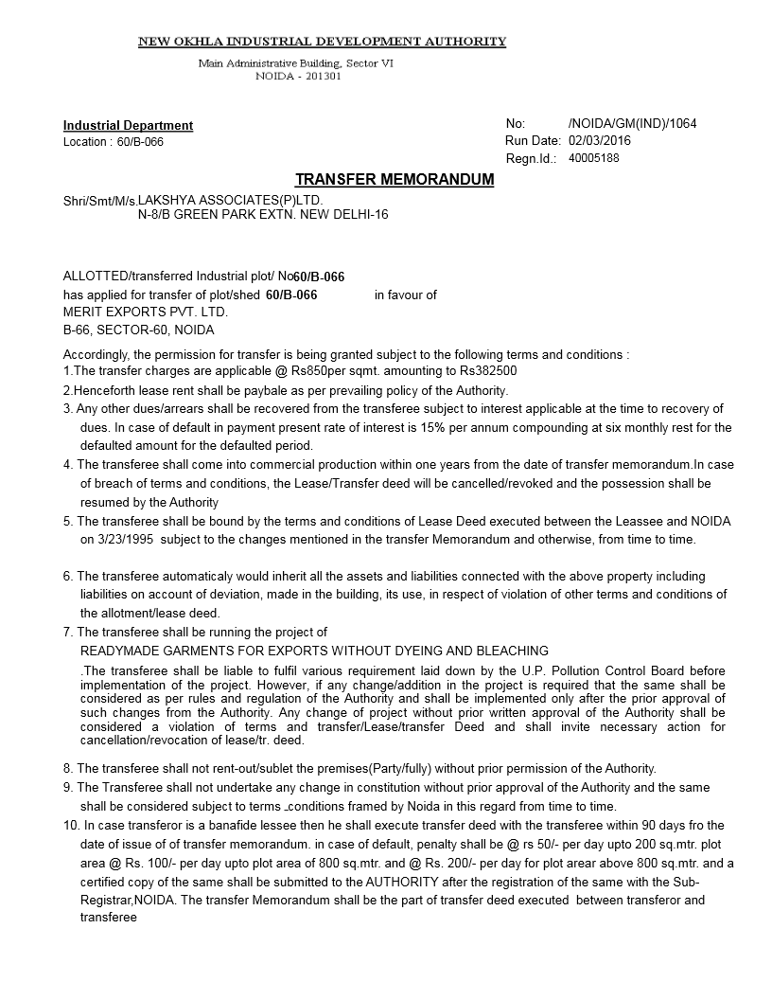 NEW OKHLA INDUSTRIAL DEVELOPMENT AUTHORITY
Main Administrative Building, Sector VI
NOIDA - 201301
Industrial Department
Location : 60/B-066
No: /NOIDA/GM(IND)/1064
Run Date: 02/03/2016
Regn.Id.: 40005188
TRANSFER MEMORANDUM
Shri/Smt/M/s.LAKSHYA ASSOCIATES(P)LTD.
N-8/B GREEN PARK EXTN. NEW DELHI-16
ALLOTTED/transferred Industrial plot/ No60/B-066
has applied for transfer of plot/shed 60/B-066 in favour of
MERIT EXPORTS PVT. LTD.
B-66, SECTOR-60, NOIDA
Accordingly, the permission for transfer is being granted subject to the following terms and conditions :
1.The transfer charges are applicable @ Rs850per sqmt. amounting to Rs382500
2.Henceforth lease rent shall be paybale as per prevailing policy of the Authority.
3. Any other dues/arrears shall be recovered from the transferee subject to interest applicable at the time to recovery of
dues. In case of default in payment present rate of interest is 15% per annum compounding at six monthly rest for the
defaulted amount for the defaulted period.
4. The transferee shall come into commercial production within one years from the date of transfer memorandum.In case
of breach of terms and conditions, the Lease/Transfer deed will be cancelled/revoked and the possession shall be
resumed by the Authority
5. The transferee shall be bound by the terms and conditions of Lease Deed executed between the Leassee and NOIDA
on 3/23/1995 subject to the changes mentioned in the transfer Memorandum and otherwise, from time to time.
6. The transferee automaticaly would inherit all the assets and liabilities connected with the above property including
liabilities on account of deviation, made in the building, its use, in respect of violation of other terms and conditions of
the allotment/lease deed.
7. The transferee shall be running the project of
READYMADE GARMENTS FOR EXPORTS WITHOUT DYEING AND BLEACHING
.The transferee shall be liable to fulfil various requirement laid down by the U.P. Pollution Control Board before
implementation of the project. However, if any change/addition in the project is required that the same shall be
considered as per rules and regulation of the Authority and shall be implemented only after the prior approval of
such changes from the Authority. Any change of project without prior written approval of the Authority shall be
considered a violation of terms and transfer/Lease/transfer Deed and shall invite necessary action for
cancellation/revocation of lease/tr. deed.
8. The transferee shall not rent-out/sublet the premises(Party/fully) without prior permission of the Authority.
9. The Transferee shall not undertake any change in constitution without prior approval of the Authority and the same
shall be considered subject to terms ..conditions framed by Noida in this regard from time to time.
10. In case transferor is a banafide lessee then he shall execute transfer deed with the transferee within 90 days fro the
date of issue of of transfer memorandum. in case of default, penalty shall be @ rs 50/- per day upto 200 sq.mtr. plot
area @ Rs. 100/- per day upto plot area of 800 sq.mtr. and @ Rs. 200/- per day for plot arear above 800 sq.mtr. and a
certified copy of the same shall be submitted to the AUTHORITY after the registration of the same with the Sub-
Registrar,NOIDA. The transfer Memorandum shall be the part of transfer deed executed between transferor and
transferee